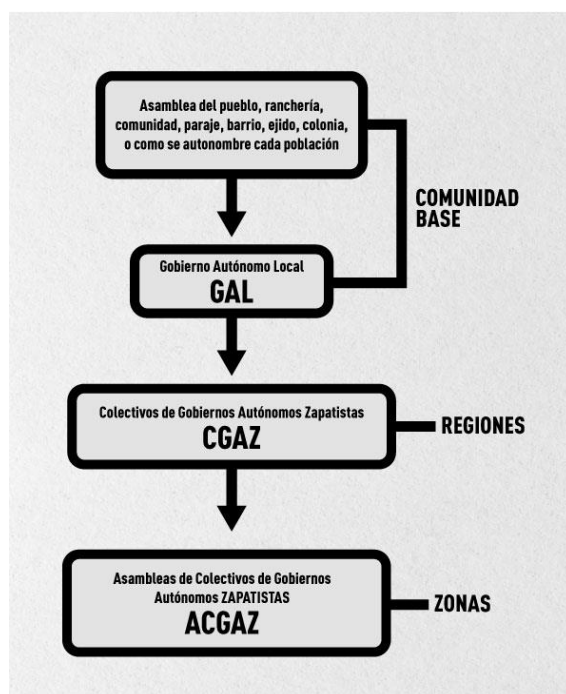 Asamblea del pueblo, ranchería,
comunidad, paraje, barrio, ejido, colonia,
o como se autonombre cada población
COMUNIDAD
BASE
Gobierno Autónomo Local
GAL
Colectivos de Gobiernos Autónomos Zapatistas
CGAZ
REGIONES
Asambleas de Colectivos de Gobiernos
Autónomos ZAPATISTAS
ACGAZ
ZONAS